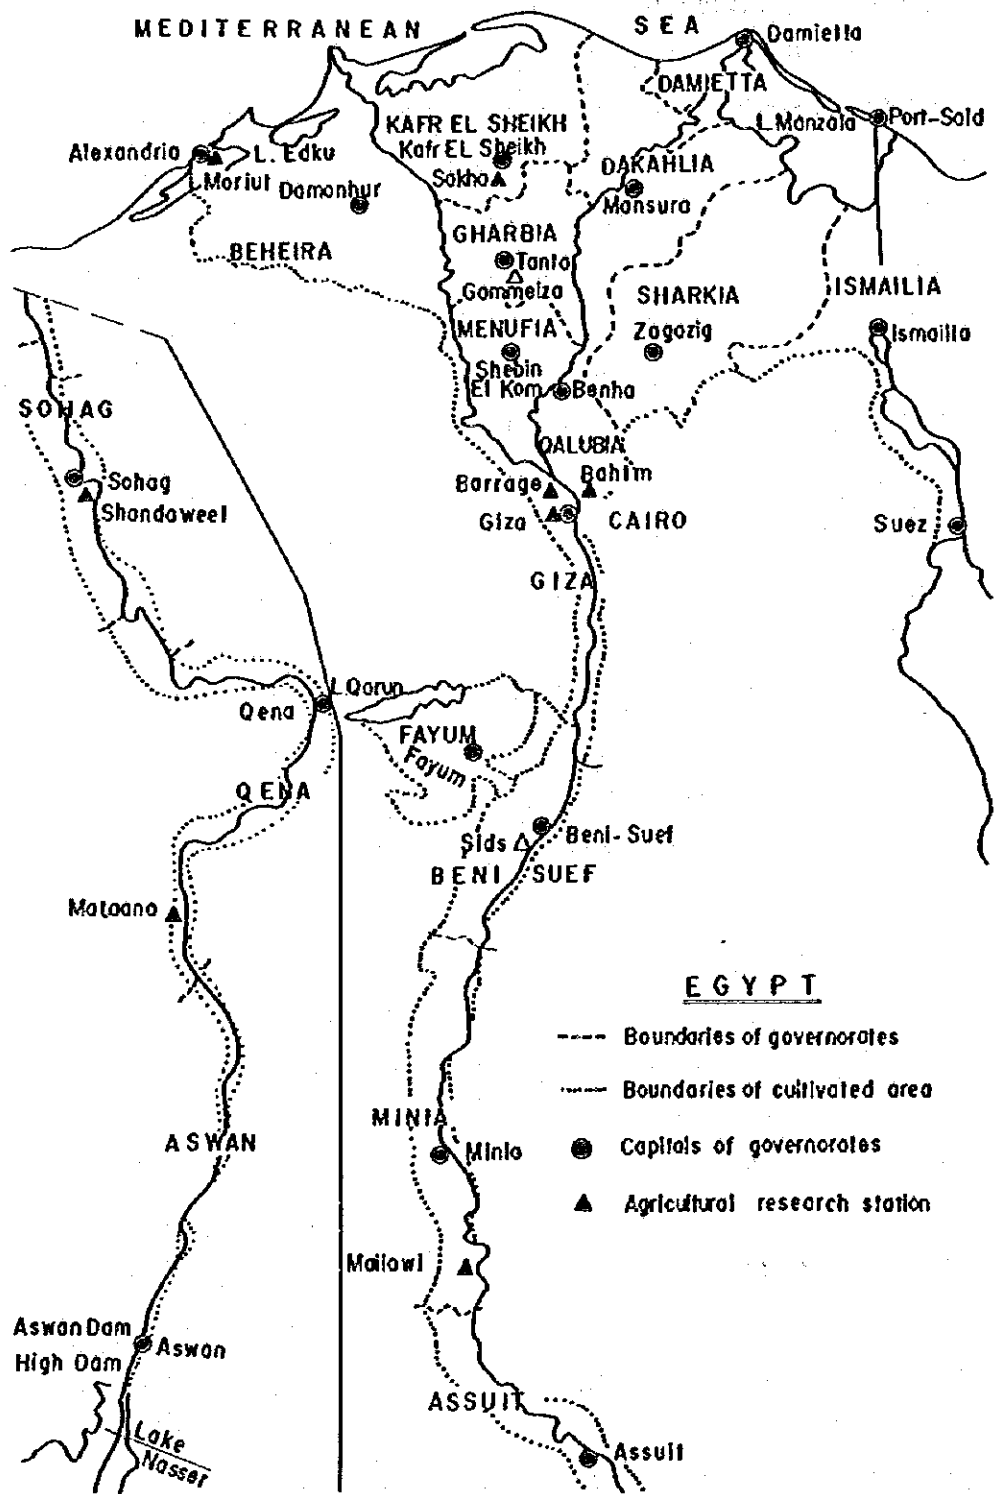 MEDITERRANEAN SEA
Damietta
DAMIETTA
L.Manzala
Port-Said
KAFR EL SHEIKH
Kafr EL Sheikh
Sakha
Alexandria
L. Edku
Mariut
Damanhur
DAKAHLIA
Mansura
BEHEIRA
GHARBIA
Tanta
Gemmeiza
SHARKIA
Zagazig
ISMAILIA
Ismailia
MENUFIA
Shebin
El Kom
Benha
QALUBIA
Bahim
Barrage
Giza
CAIRO
Suez
GIZA
SOHAG
Sohag
Shandaweel
L.Qarun
Qena
FAYUM
Fayum
QENA
Sids
Beni-Suef
BENI SUEF
Mataana
EGYPT
Boundaries of governorates
Boundaries of cultivated area
Capitals of governorates
Agricultural research station
MINIA
Minia
ASWAN
Mallawi
Aswan Dam
High Dam
Aswan
ASSUIT
Assuit
Lake
Nasser